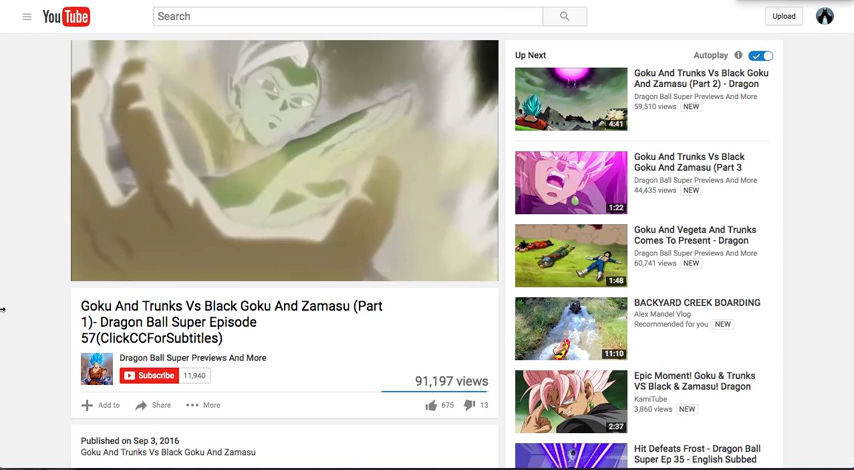 YouTube
Search
Upload
Up Next
Autoplay
Goku And Trunks Vs Black Goku
And Zamasu (Part 2) - Dragon
Dragon Ball Super Previews And More
59,510 views NEW
4:41
Goku And Trunks Vs Black
Goku And Zamasu (Part 3
Dragon Ball Super Previews And More
44,435 views NEW
1:22
Goku And Vegeta And Trunks
Comes To Present - Dragon
Dragon Ball Super Previews And More
60,741 views NEW
1:48
BACKYARD CREEK BOARDING
Alex Mandel Vlog
Recommended for you NEW
11:10
Epic Moment! Goku & Trunks
VS Black & Zamasu! Dragon
KamiTube
3,860 views NEW
2:37
Hit Defeats Frost - Dragon Ball
Super Ep 35 - English Subbed
Goku And Trunks Vs Black Goku And Zamasu (Part
1)- Dragon Ball Super Episode
57(ClickCCForSubtitles)
Dragon Ball Super Previews And More
Subscribe 11,940
91,197 views
Add to Share More
675 13
Published on Sep 3, 2016
Goku And Trunks Vs Black Goku And Zamasu